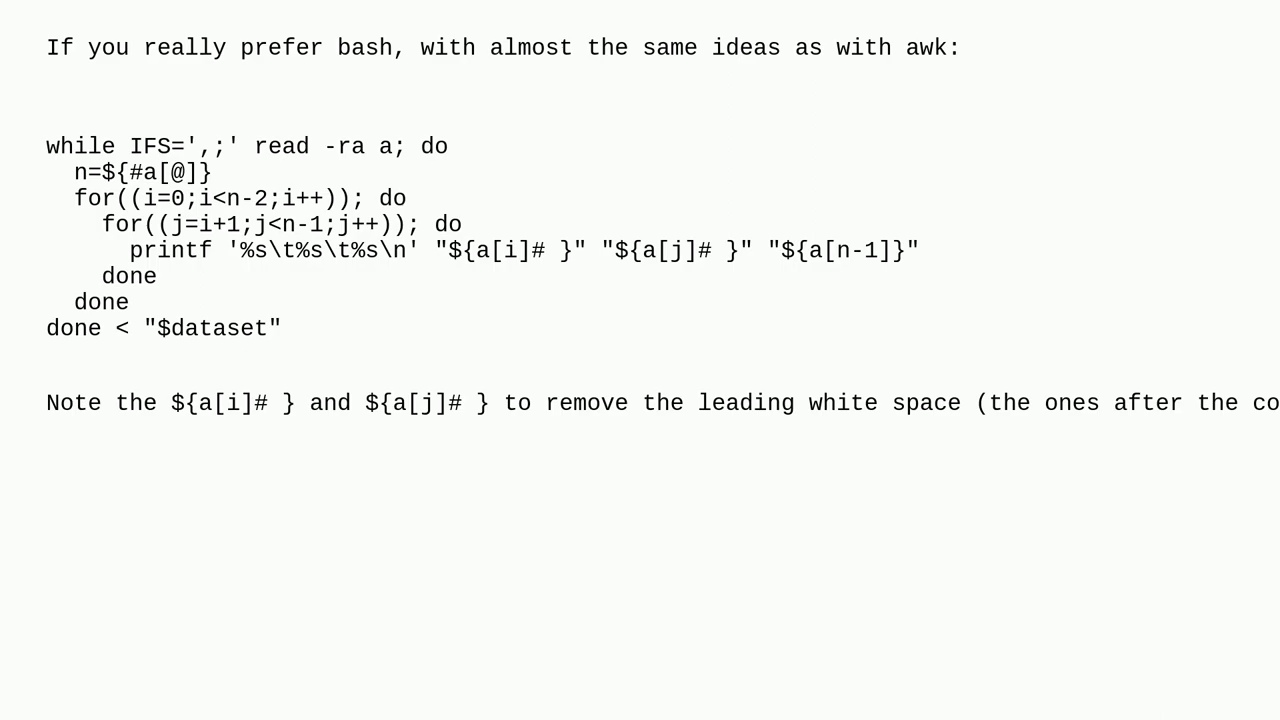 If you really prefer bash, with almost the same ideas as with awk:
while IFS=',;' read -ra a; do
  n=${#a[@]}
  for((i=0;i<n-2;i++)); do
    for((j=i+1;j<n-1;j++)); do
      printf '%s\t%s\t%s\n' "${a[i]# }" "${a[j]# }" "${a[n-1]}"
    done
  done
done < "$dataset"
Note the ${a[i]# } and ${a[j]# } to remove the leading white space (the ones after the co